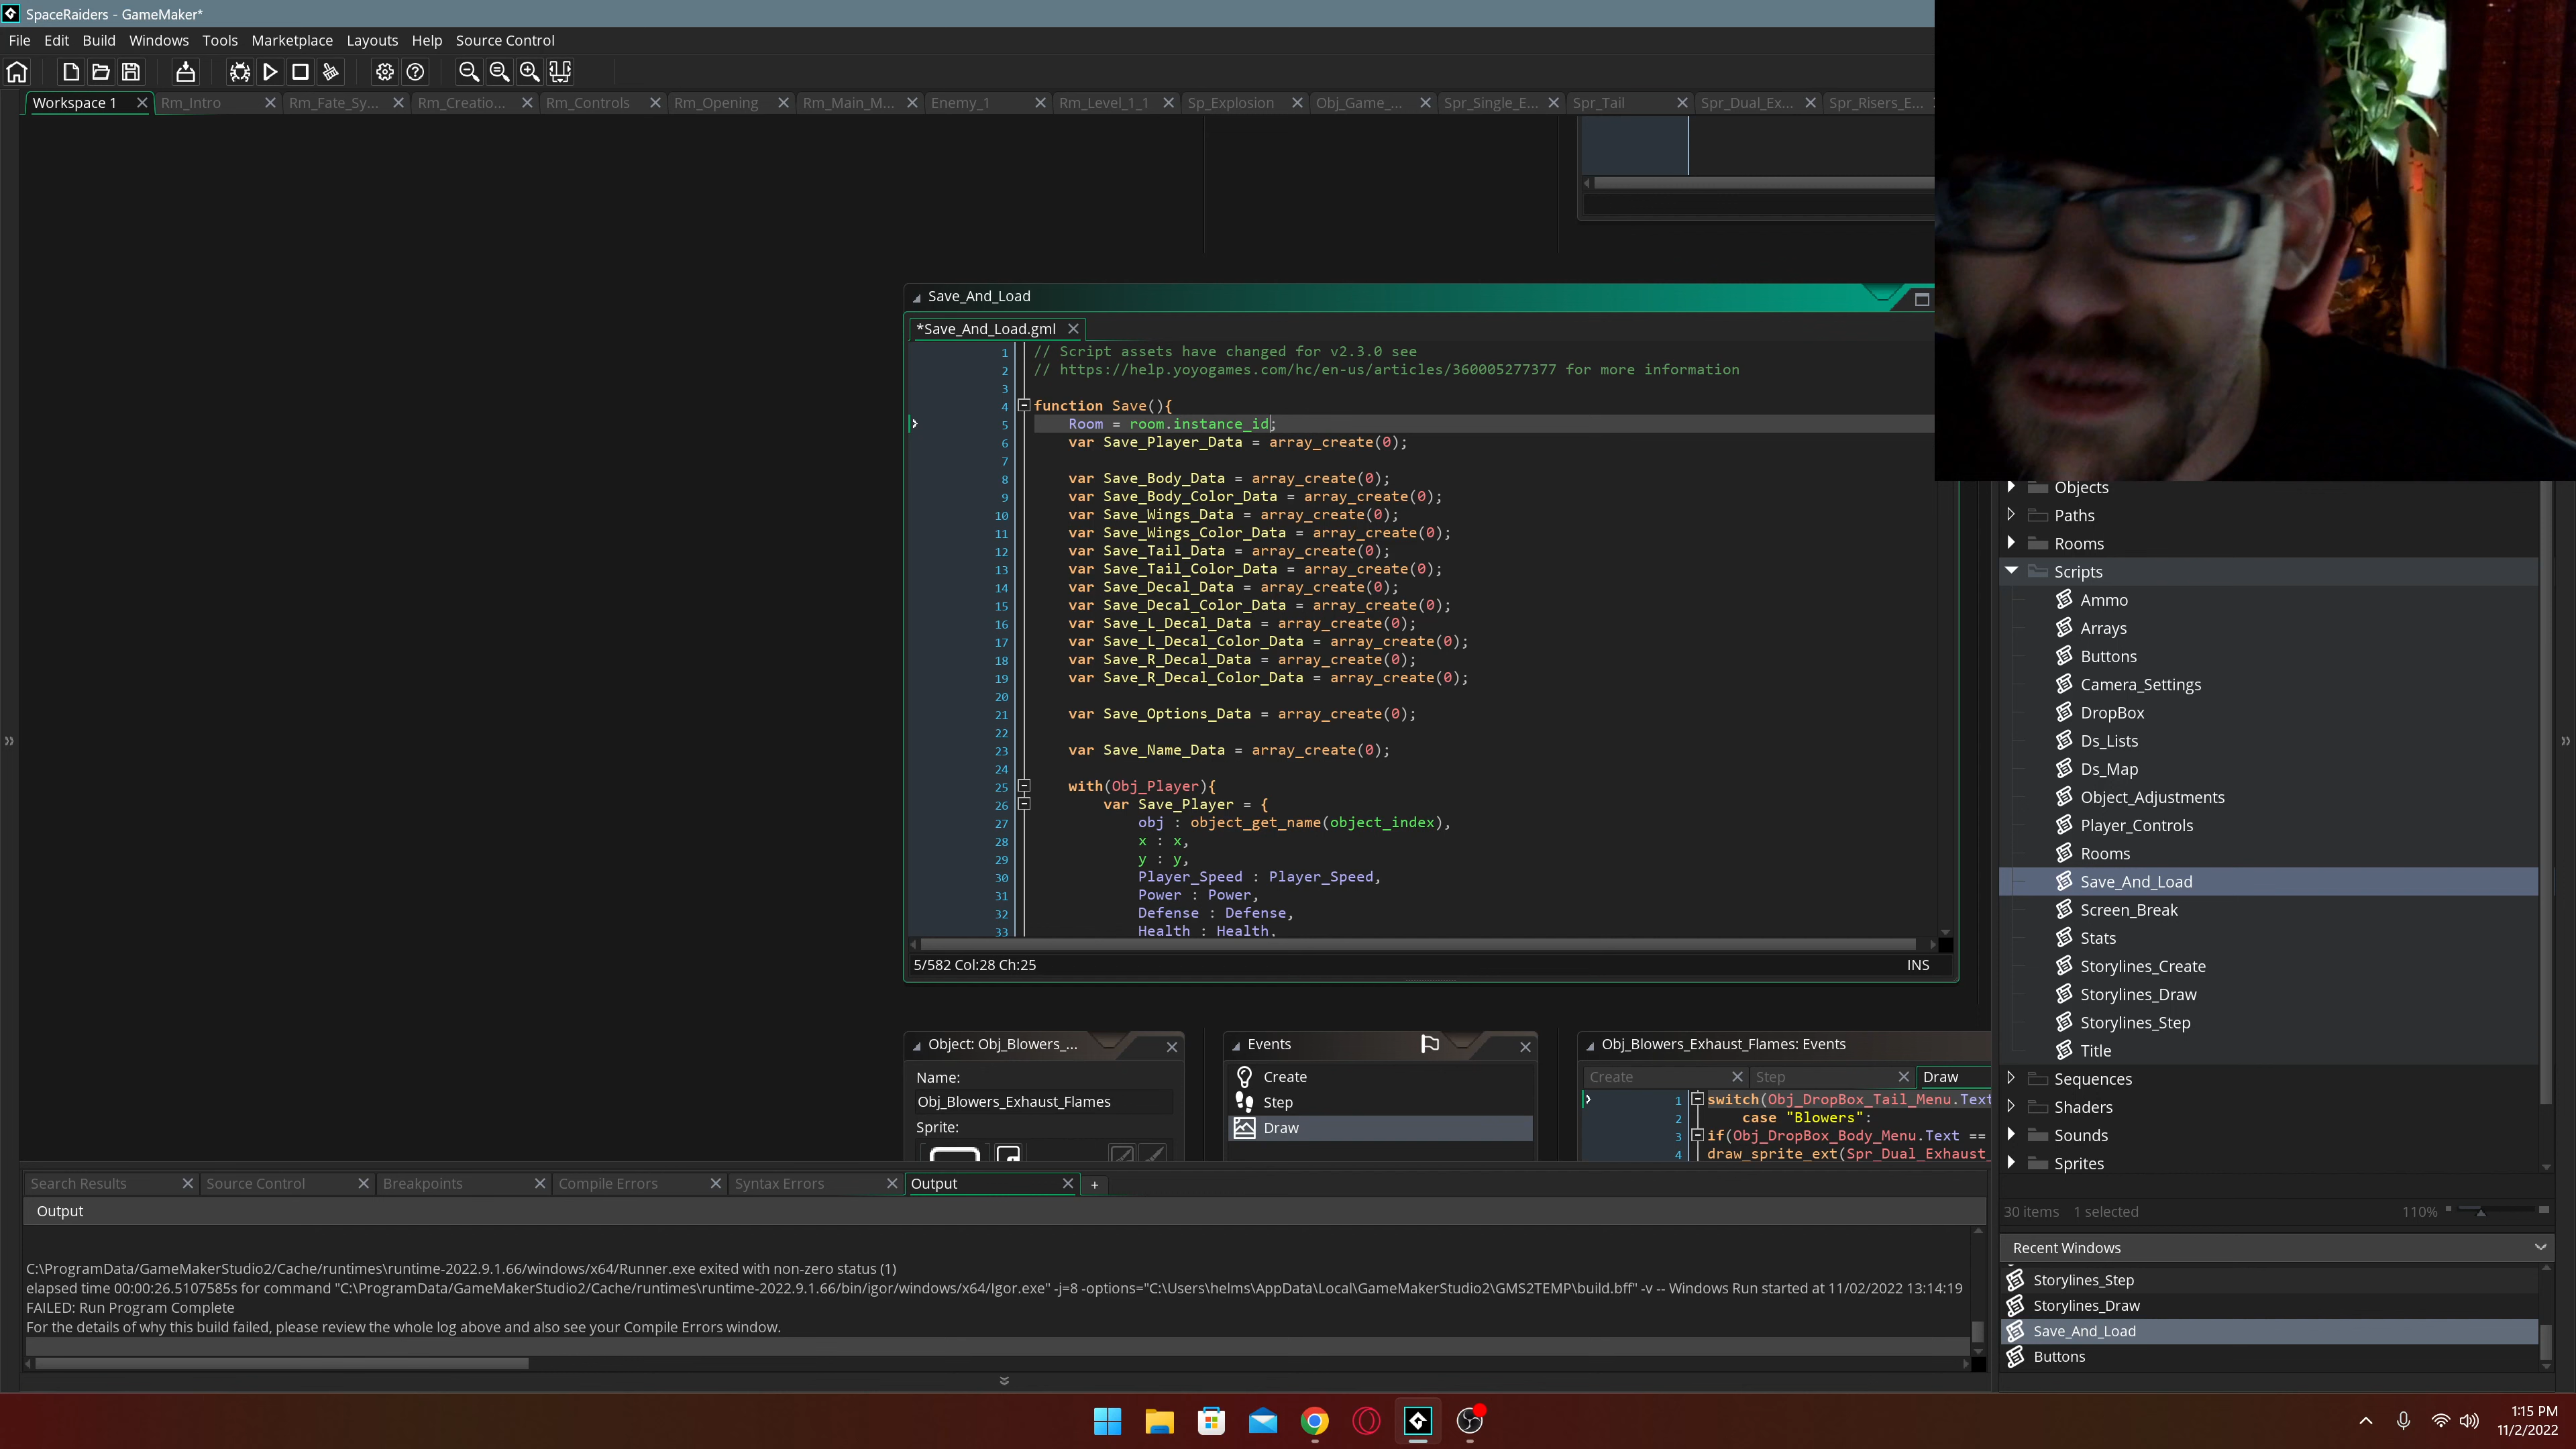 SpaceRaiders - GameMaker*
File Edit Build Windows Tools Marketplace Layouts Help Source Control
Workspace 1 Rm_Intro Rm_Fate_Sy... Rm_Creatio... Rm_Controls Rm_Opening Rm_Main_M... Enemy_1 Rm_Level_1_1 Sp_Explosion Obj_Game_... Spr_Single_E... Spr_Tail Spr_Dual_Ex... Spr_Risers_E...
Save_And_Load
*Save_And_Load.gml
1 // Script assets have changed for v2.3.0 see
2 // https://help.yoyogames.com/hc/en-us/articles/360005277377 for more information
3
4 function Save(){
5 Room = room.instance_id;
6 var Save_Player_Data = array_create(0);
7
8 var Save_Body_Data = array_create(0);
9 var Save_Body_Color_Data = array_create(0);
10 var Save_Wings_Data = array_create(0);
11 var Save_Wings_Color_Data = array_create(0);
12 var Save_Tail_Data = array_create(0);
13 var Save_Tail_Color_Data = array_create(0);
14 var Save_Decal_Data = array_create(0);
15 var Save_Decal_Color_Data = array_create(0);
16 var Save_L_Decal_Data = array_create(0);
17 var Save_L_Decal_Color_Data = array_create(0);
18 var Save_R_Decal_Data = array_create(0);
19 var Save_R_Decal_Color_Data = array_create(0);
20
21 var Save_Options_Data = array_create(0);
22
23 var Save_Name_Data = array_create(0);
24
25 with(Obj_Player){
26 var Save_Player = {
27 obj : object_get_name(object_index),
28 x : x,
29 y : y,
30 Player_Speed : Player_Speed,
31 Power : Power,
32 Defense : Defense,
33 Health : Health,
5/582 Col:28 Ch:25 INS
Objects
Paths
Rooms
Scripts
Ammo
Arrays
Buttons
Camera_Settings
DropBox
Ds_Lists
Ds_Map
Object_Adjustments
Player_Controls
Rooms
Save_And_Load
Screen_Break
Stats
Storylines_Create
Storylines_Draw
Storylines_Step
Title
Sequences
Shaders
Sounds
Sprites
30 items 1 selected 110%
Recent Windows
Storylines_Step
Storylines_Draw
Save_And_Load
Buttons
Object: Obj_Blowers_...
Name:
Obj_Blowers_Exhaust_Flames
Sprite:
Events
Create
Step
Draw
Obj_Blowers_Exhaust_Flames: Events
Create Step Draw
1 switch(Obj_DropBox_Tail_Menu.Text
2 case "Blowers":
3 if(Obj_DropBox_Body_Menu.Text ==
4 draw_sprite_ext(Spr_Dual_Exhaust_
Search Results Source Control Breakpoints Compile Errors Syntax Errors Output +
Output
C:\ProgramData/GameMakerStudio2/Cache/runtimes\runtime-2022.9.1.66/windows/x64/Runner.exe exited with non-zero status (1)
elapsed time 00:00:26.5107585s for command "C:\ProgramData/GameMakerStudio2/Cache/runtimes\runtime-2022.9.1.66/bin/igor/windows/x64/Igor.exe" -j=8 -options="C:\Users\helms\AppData\Local\GameMakerStudio2\GMS2TEMP\build.bff" -v -- Windows Run started at 11/02/2022 13:14:19
FAILED: Run Program Complete
For the details of why this build failed, please review the whole log above and also see your Compile Errors window.
1:15 PM
11/2/2022